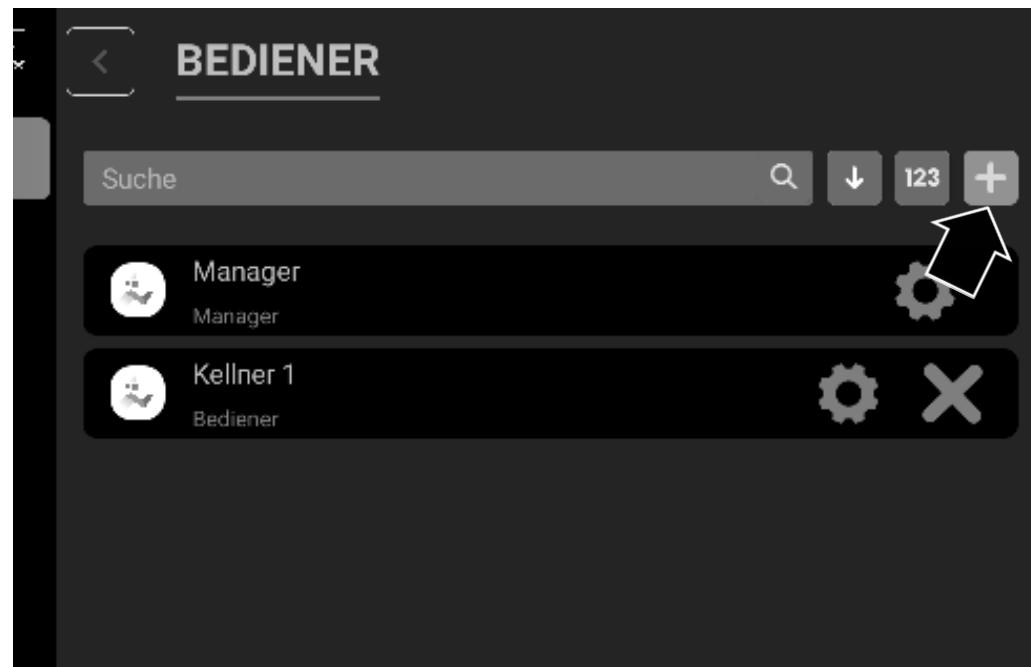 BEDIENER
Suche
123
Manager
Manager
Kellner 1
Bediener